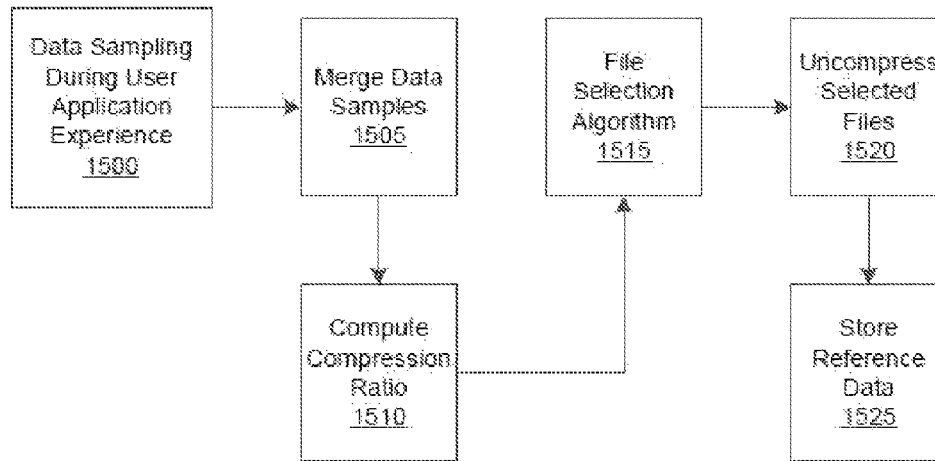 Data Sampling
During User
Application
Experience
1500
Merge Data
Samples
1505
Compute
Compression
Ratio
1510
File
Selection
Algorithm
1515
Uncompress
Selected
Files
1520
Store
Reference
Data
1525